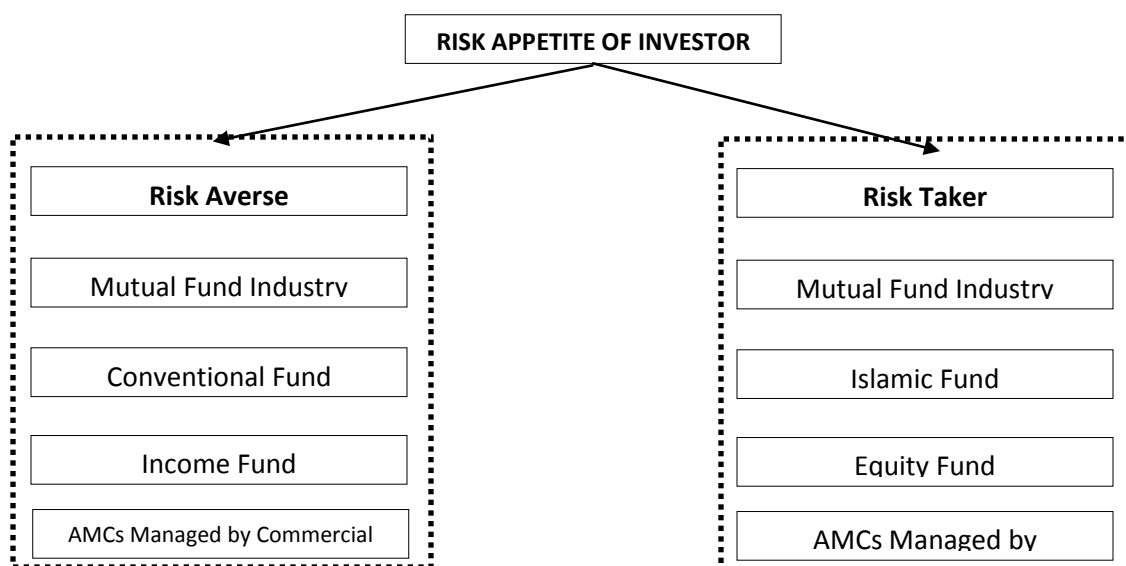 RISK APPETITE OF INVESTOR
Risk Averse
Mutual Fund Industry
Conventional Fund
Income Fund
AMCs Managed by Commercial
Risk Taker
Mutual Fund Industry
Islamic Fund
Equity Fund
AMCs Managed by